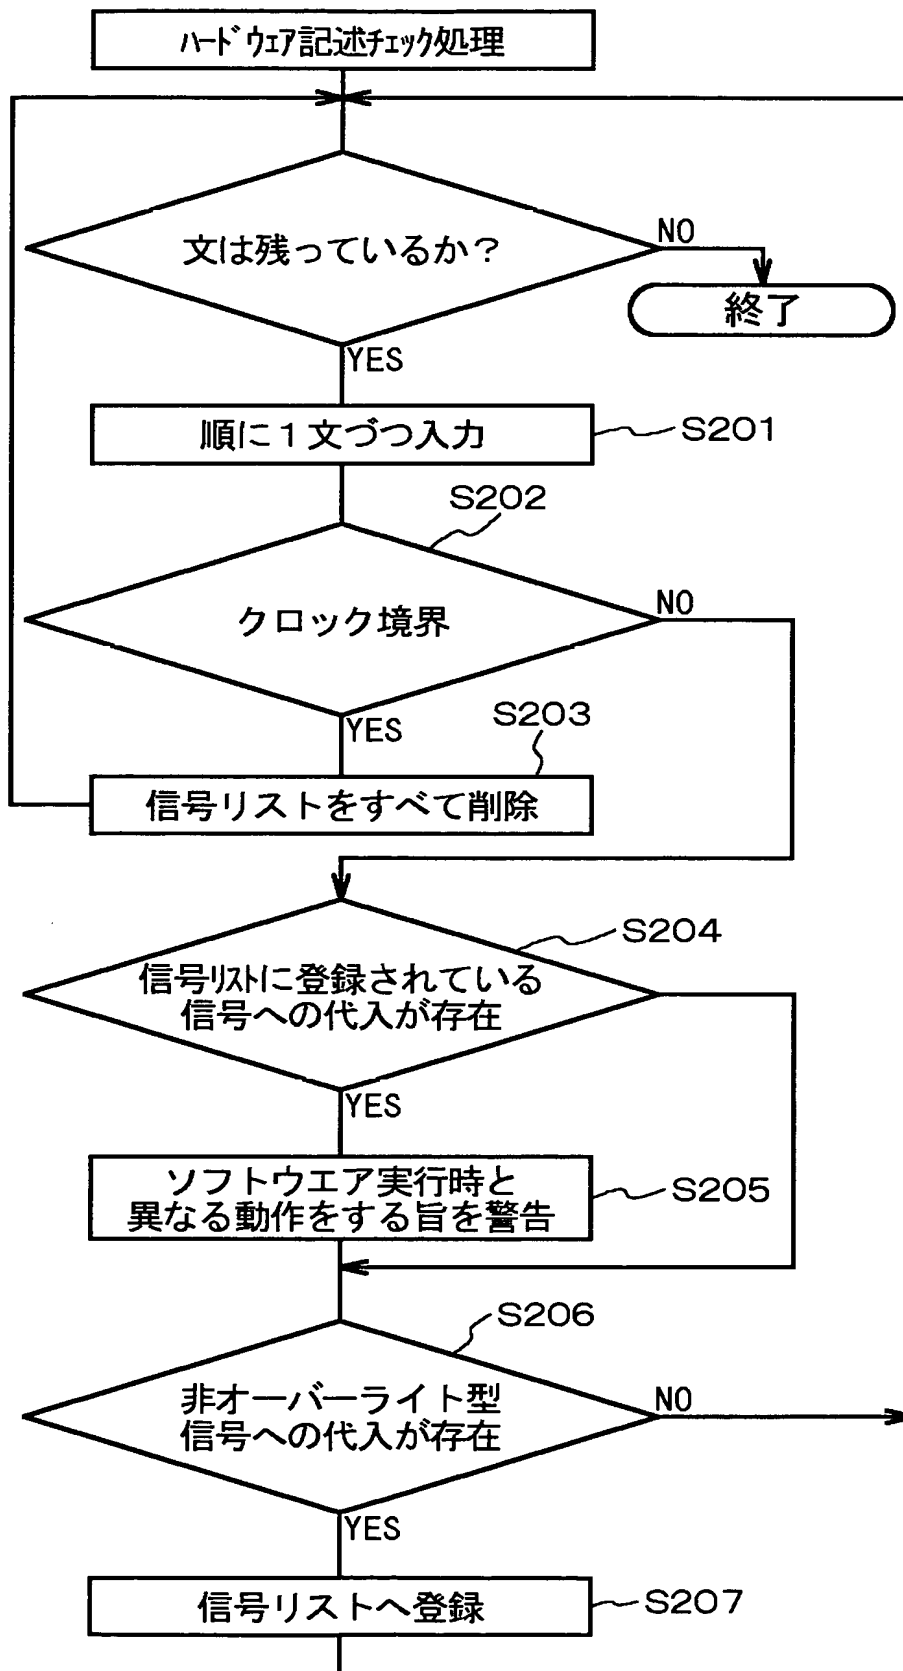 ハードウェア記述チェック処理
文は残っているか？
NO
終了
YES
順に１文づつ入力
S201
S202
クロック境界
NO
YES
S203
信号リストをすべて削除
S204
信号リストに登録されている
信号への代入が存在
YES
ソフトウエア実行時と
異なる動作をする旨を警告
S205
S206
非オーバーライト型
信号への代入が存在
NO
YES
信号リストへ登録
S207